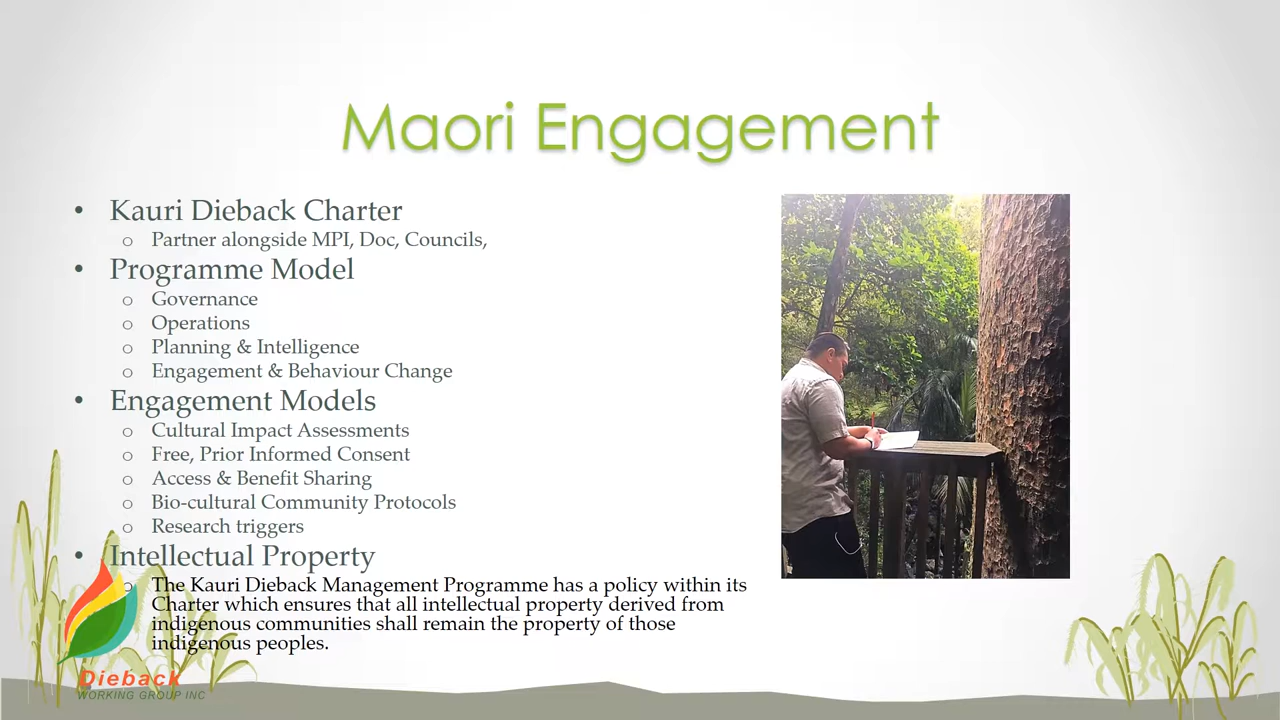 Maori Engagement
• Kauri Dieback Charter
o Partner alongside MPI, Doc, Councils,
• Programme Model
o Governance
o Operations
o Planning & Intelligence
o Engagement & Behaviour Change
• Engagement Models
o Cultural Impact Assessments
o Free, Prior Informed Consent
o Access & Benefit Sharing
o Bio-cultural Community Protocols
o Research triggers
• Intellectual Property
o The Kauri Dieback Management Programme has a policy within its
Charter which ensures that all intellectual property derived from
indigenous communities shall remain the property of those
indigenous peoples.
Dieback
WORKING GROUP INC